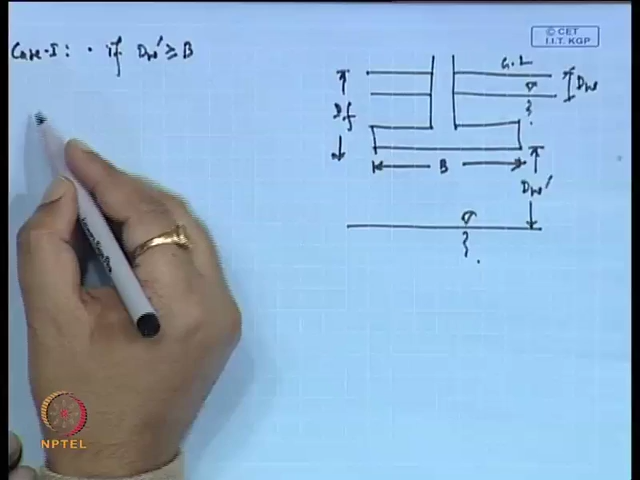 © CET
I.I.T. KGP
Case-I: • if Dw' ≥ B
G.L
Dw
Df
B
Dw'
NPTEL